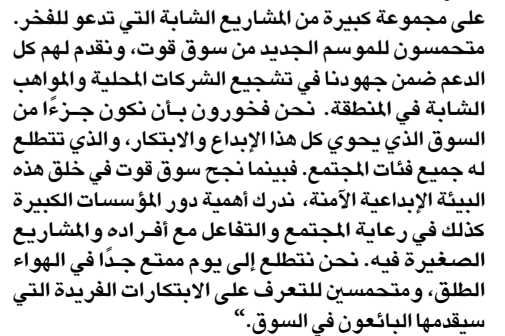 على مجموعة كبيرة من المشاريع الشابة التي تدعو للفخر.
متحمسون للموسم الجديد من سوق قوت، ونقدم لهم كل
الدعم ضمن جهودنا في تشجيع الشركات المحلية والمواهب
الشابة في المنطقة. نحن فخورون بأن نكون جزءًا من
السوق الذي يحوي كل هذا الإبداع والابتكار، والذي تتطلع
له جميع فئات المجتمع. فبينما نجح سوق قوت في خلق هذه
البيئة الإبداعية الآمنة، ندرك أهمية دور المؤسسات الكبيرة
كذلك في رعاية المجتمع والتفاعل مع أفراده والمشاريع
الصغيرة فيه. نحن نتطلع إلى يوم ممتع جدًا في الهواء
الطلق، ومتحمسين للتعرف على الابتكارات الفريدة التي
سيقدمها البائعون في السوق.“